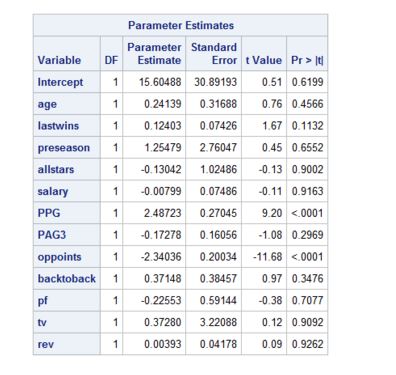 Parameter Estimates
Variable DF Parameter Estimate Standard Error t Value Pr > |t|
Intercept 1 15.60488 30.89193 0.51 0.6199
age 1 0.24139 0.31688 0.76 0.4566
lastwins 1 0.12403 0.07426 1.67 0.1132
preseason 1 1.25479 2.76047 0.45 0.6552
allstars 1 -0.13042 1.02486 -0.13 0.9002
salary 1 -0.00799 0.07486 -0.11 0.9163
PPG 1 2.48723 0.27045 9.20 <.0001
PAG3 1 -0.17278 0.16056 -1.08 0.2969
oppoints 1 -2.34036 0.20034 -11.68 <.0001
backtoback 1 0.37148 0.38457 0.97 0.3476
pf 1 -0.22553 0.59144 -0.38 0.7077
tv 1 0.37280 3.22088 0.12 0.9092
rev 1 0.00393 0.04178 0.09 0.9262